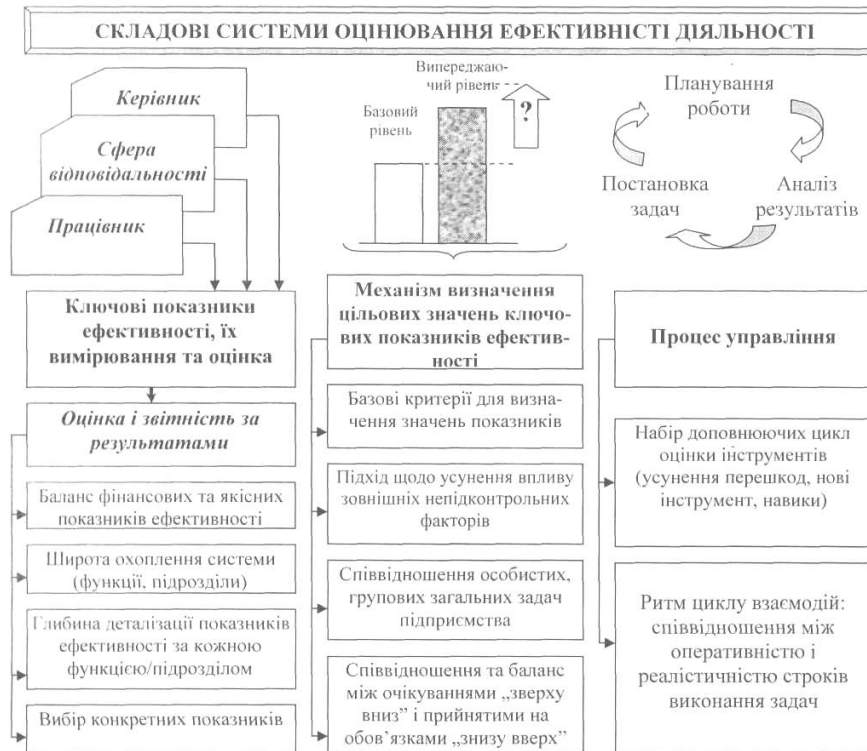 СКЛАДОВІ СИСТЕМИ ОЦІНЮВАННЯ ЕФЕКТИВНІСТІ ДІЯЛЬНОСТІ
Керівник
Сфера
відповідальності
Працівник
Випереджаю-
чий рівень
Базовий
рівень
?
Планування
роботи
Постановка
задач
Аналіз
результатів
Ключові показники
ефективності, їх
вимірювання та оцінка
Оцінка і звітність за
результатами
Баланс фінансових та якісних
показників ефективності
Широта охоплення системи
(функції, підрозділи)
Глибина деталізації показників
ефективності за кожною
функцією/підрозділом
Вибір конкретних показників
Механізм визначення
цільових значень ключо-
вих показників ефектив-
ності
Базові критерії для визна-
чення значень показників
Підхід щодо усунення впливу
зовнішніх непідконтрольних
факторів
Співвідношення особистих,
групових загальних задач
підприємства
Співвідношення та баланс
між очікуваннями „зверху
вниз” і прийнятими на
обов’язками „знизу вверх”
Процес управління
Набір доповнюючих цикл
оцінки інструментів
(усунення перешкод, нові
інструмент, навики)
Ритм циклу взаємодій:
співвідношення між
оперативністю і
реалістичністю строків
виконання задач